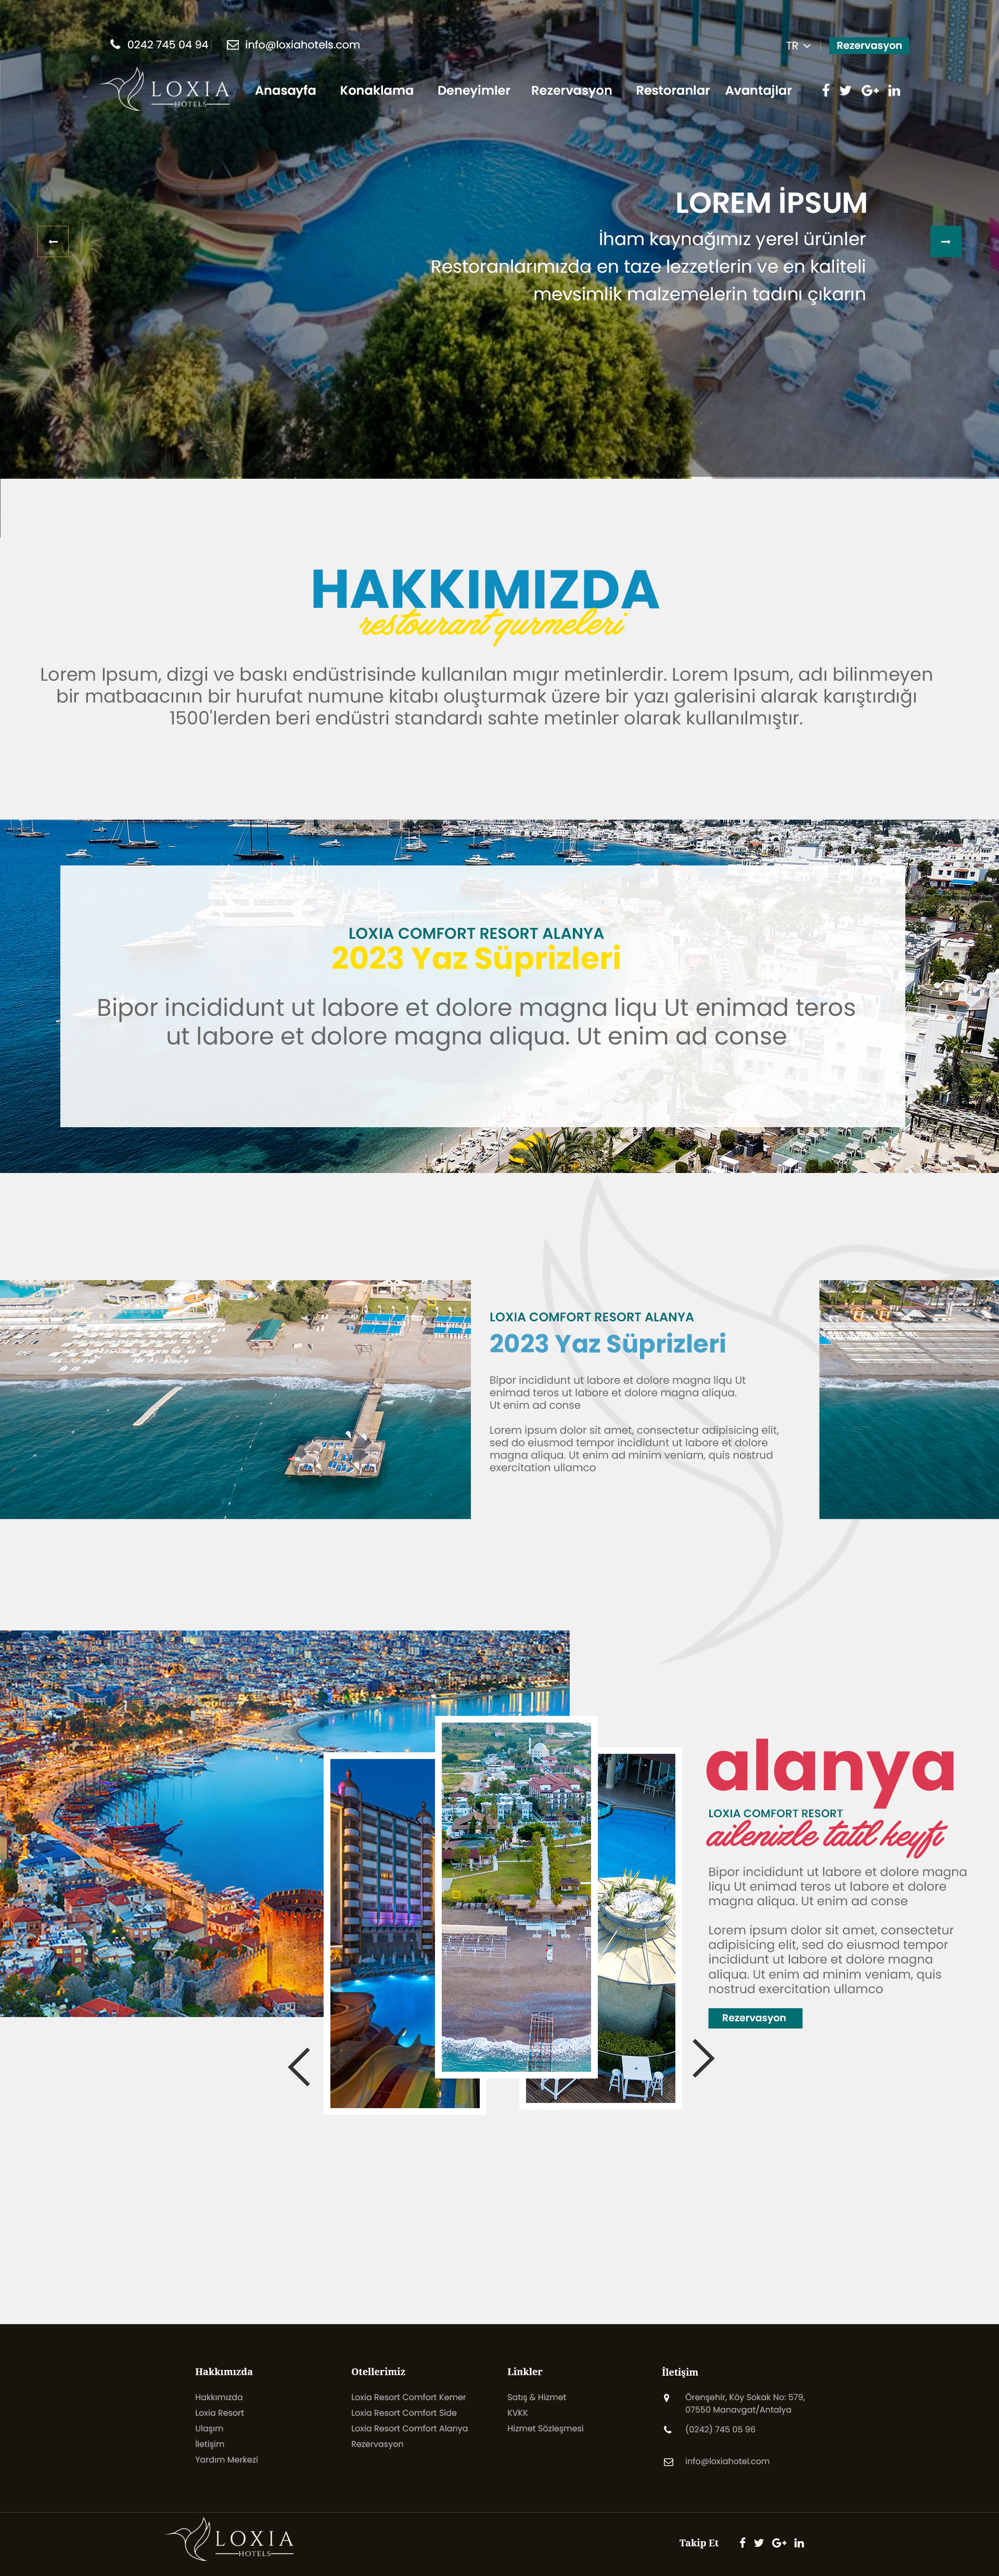 0242 745 04 94
info@loxiahotels.com
TR
Rezervasyon
LOXIA
HOTELS
Anasayfa Konaklama Deneyimler Rezervasyon Restoranlar Avantajlar
LOREM İPSUM
İham kaynağımız yerel ürünler
Restoranlarımızda en taze lezzetlerin ve en kaliteli
mevsimlik malzemelerin tadını çıkarın
HAKKIMIZDA
restourant gurmeleri
Lorem Ipsum, dizgi ve baskı endüstrisinde kullanılan mıgır metinlerdir. Lorem Ipsum, adı bilinmeyen
bir matbaacının bir hurufat numune kitabı oluşturmak üzere bir yazı galerisini alarak karıştırdığı
1500'lerden beri endüstri standardı sahte metinler olarak kullanılmıştır.
LOXIA COMFORT RESORT ALANYA
2023 Yaz Süprizleri
Bipor incididunt ut labore et dolore magna liqu Ut enimad teros
ut labore et dolore magna aliqua. Ut enim ad conse
LOXIA COMFORT RESORT ALANYA
2023 Yaz Süprizleri
Bipor incididunt ut labore et dolore magna liqu Ut
enimad teros ut labore et dolore magna aliqua.
Ut enim ad conse
Lorem ipsum dolor sit amet, consectetur adipisicing elit,
sed do eiusmod tempor incididunt ut labore et dolore
magna aliqua. Ut enim ad minim veniam, quis nostrud
exercitation ullamco
alanya
LOXIA COMFORT RESORT
ailenizle tatil keyfi
Bipor incididunt ut labore et dolore magna
liqu Ut enimad teros ut labore et dolore
magna aliqua. Ut enim ad conse
Lorem ipsum dolor sit amet, consectetur
adipisicing elit, sed do eiusmod tempor
incididunt ut labore et dolore magna
aliqua. Ut enim ad minim veniam, quis
nostrud exercitation ullamco
Rezervasyon
Hakkımızda
Hakkımızda
Loxia Resort
Ulaşım
İletişim
Yardım Merkezi
Otellerimiz
Loxia Resort Comfort Kemer
Loxia Resort Comfort Side
Loxia Resort Comfort Alanya
Rezervasyon
Linkler
Satış & Hizmet
KVKK
Hizmet Sözleşmesi
İletişim
Örenşehir, Köy Sokak No: 579,
07550 Manavgat/Antalya
(0242) 745 05 96
info@loxiahotel.com
LOXIA
HOTELS
Takip Et